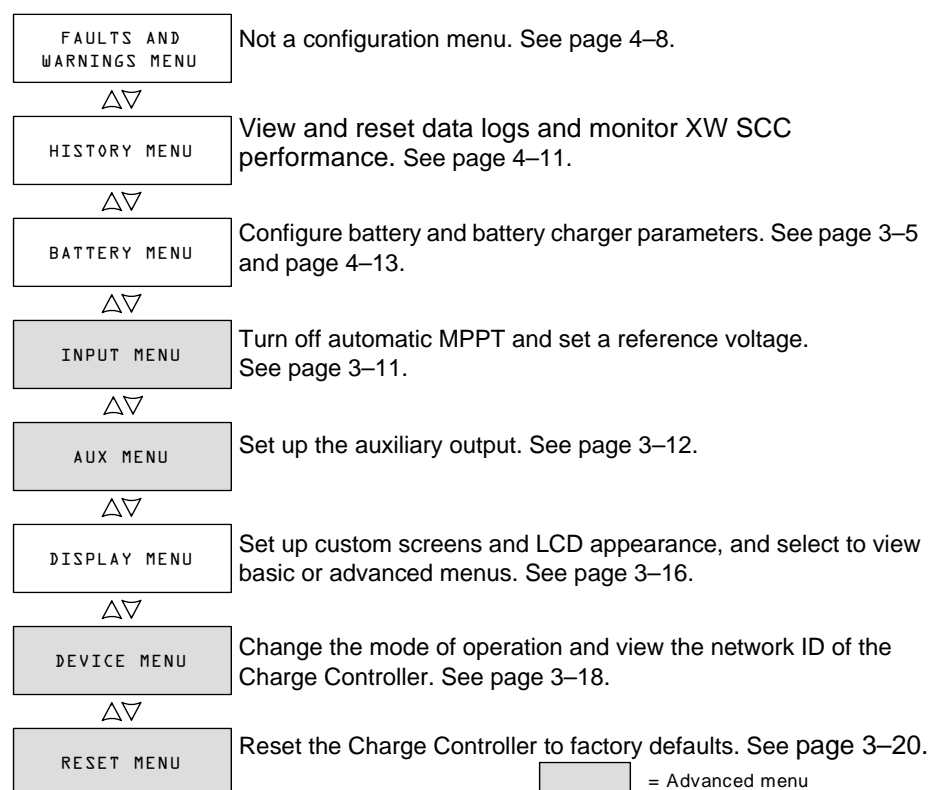 FAULTS AND
WARNINGS MENU
Not a configuration menu. See page 4–8.
HISTORY MENU
View and reset data logs and monitor XW SCC
performance. See page 4–11.
BATTERY MENU
Configure battery and battery charger parameters. See page 3–5
and page 4–13.
INPUT MENU
Turn off automatic MPPT and set a reference voltage.
See page 3–11.
AUX MENU
Set up the auxiliary output. See page 3–12.
DISPLAY MENU
Set up custom screens and LCD appearance, and select to view
basic or advanced menus. See page 3–16.
DEVICE MENU
Change the mode of operation and view the network ID of the
Charge Controller. See page 3–18.
RESET MENU
Reset the Charge Controller to factory defaults. See page 3–20.
= Advanced menu